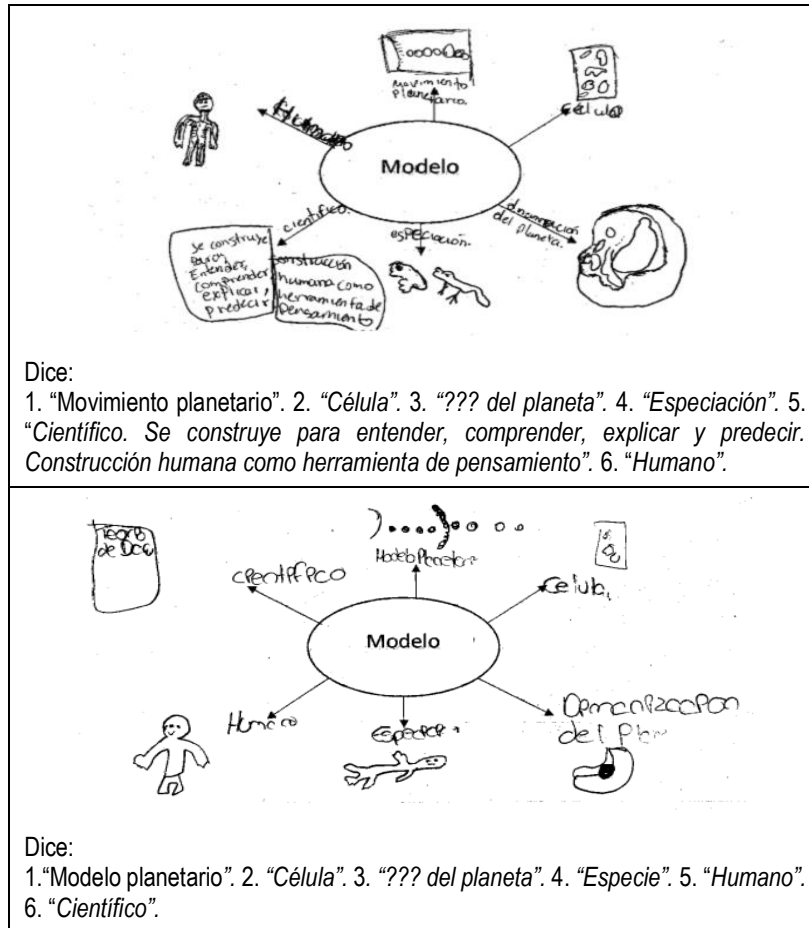 movimiento
planetario.
célula
Humano
Modelo
científico.
del planeta.
especiación.
se construye
para
Entender,
comprender,
explicar,
predecir
construcción
humana como
herramienta de
Pensamiento
Dice:
1. “Movimiento planetario”. 2. “Célula”. 3. “??? del planeta”. 4. “Especiación”. 5.
“Científico. Se construye para entender, comprender, explicar y predecir.
Construcción humana como herramienta de pensamiento”. 6. “Humano”.
científico
Celula,
Modelo
Humano
del
Dice:
1.“Modelo planetario”. 2. “Célula”. 3. “??? del planeta”. 4. “Especie”. 5. “Humano”.
6. “Científico”.